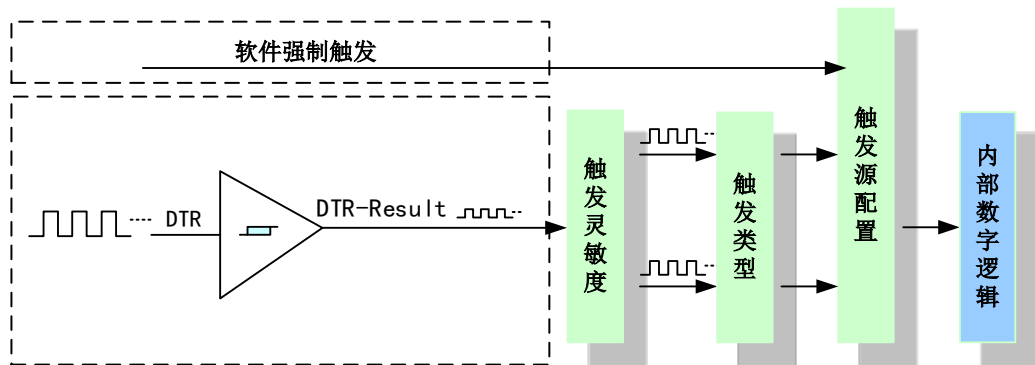 软件强制触发
DTR
DTR-Result
触发灵敏度
触发类型
触发源配置
内部数字逻辑